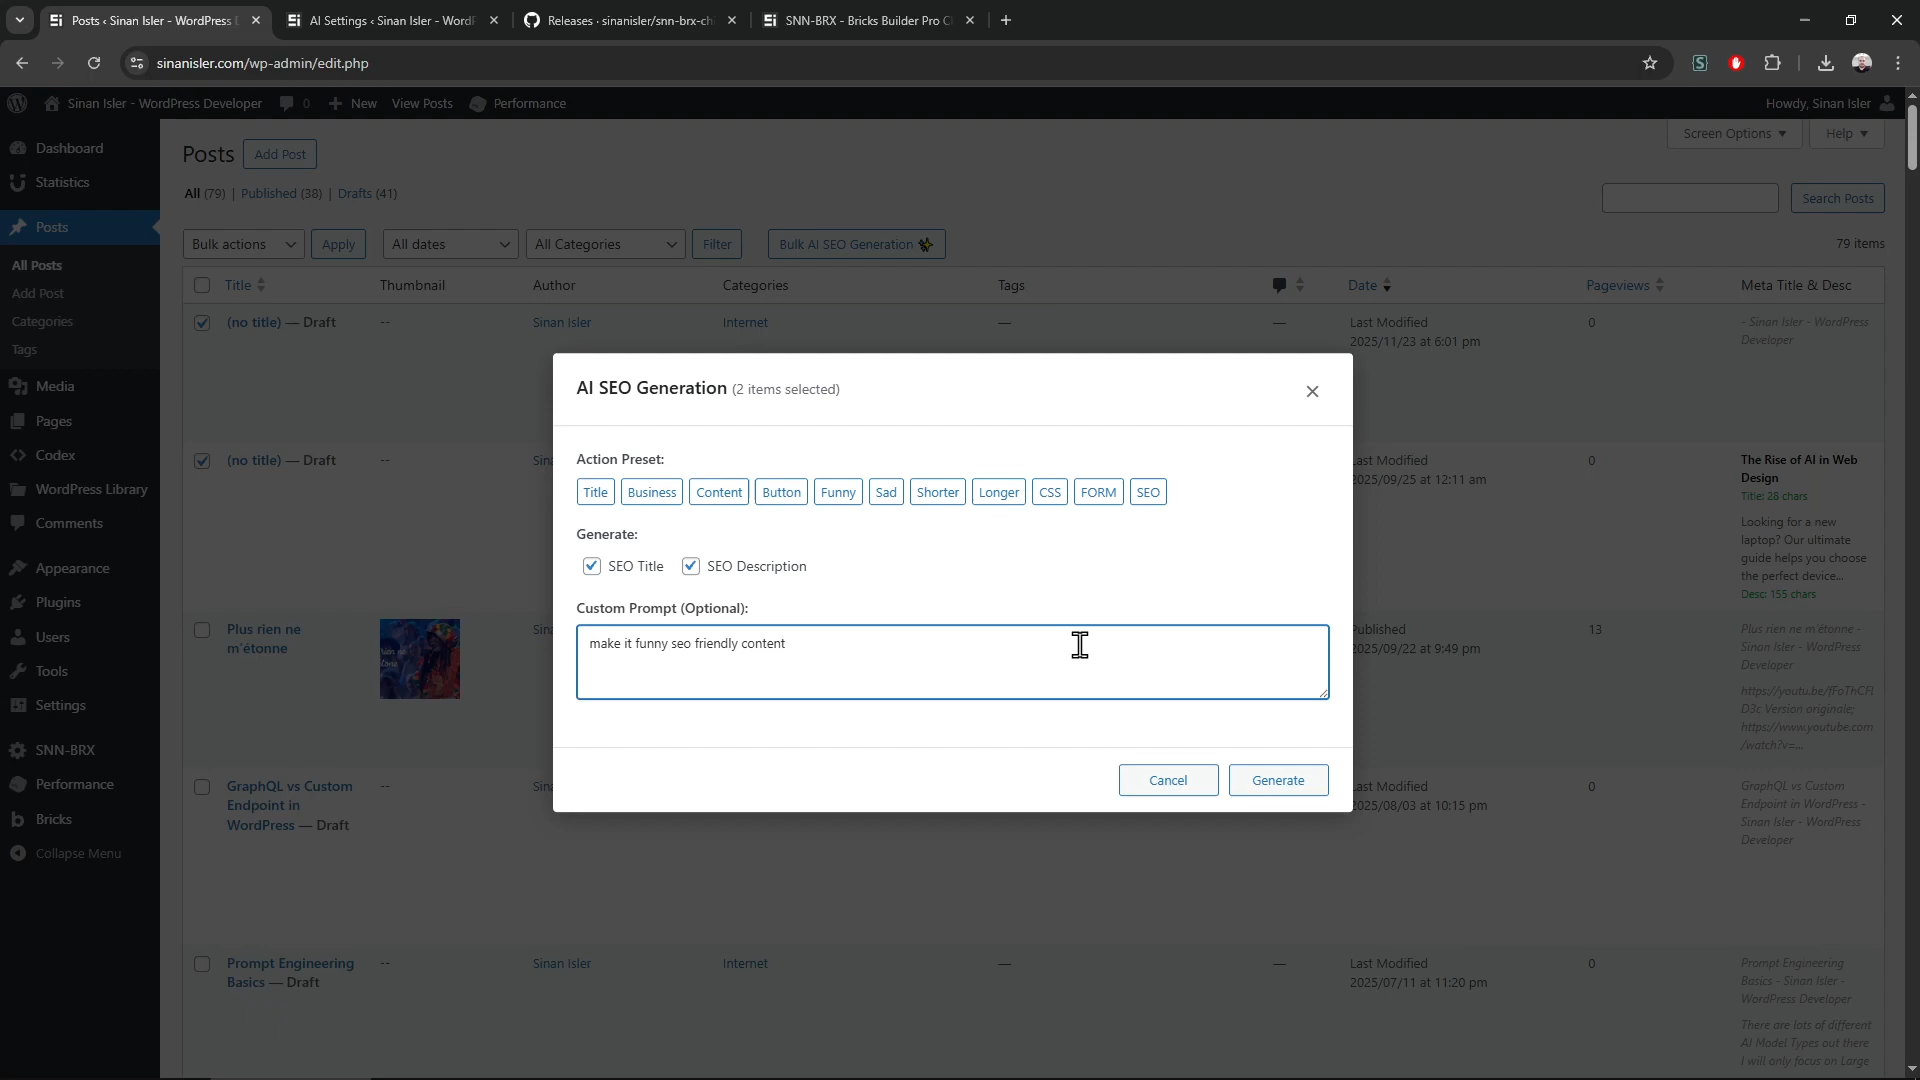 Posts ‹ Sinan Isler - WordPress
AI Settings ‹ Sinan Isler - Word
Releases · sinanisler/snn-brx-ch
SNN-BRX - Bricks Builder Pro C
sinanisler.com/wp-admin/edit.php
Sinan Isler - WordPress Developer
0
New
View Posts
Performance
Howdy, Sinan Isler
Dashboard
Statistics
Posts
All Posts
Add Post
Categories
Tags
Media
Pages
Codex
WordPress Library
Comments
Appearance
Plugins
Users
Tools
Settings
SNN-BRX
Performance
Bricks
Collapse Menu
Posts
Add Post
Screen Options
Help
All (79) | Published (38) | Drafts (41)
Search Posts
Bulk actions
Apply
All dates
All Categories
Filter
Bulk AI SEO Generation
79 items
Title
Thumbnail
Author
Categories
Tags
Date
Pageviews
Meta Title & Desc
(no title) — Draft
--
Sinan Isler
Internet
—
—
Last Modified
2025/11/23 at 6:01 pm
0
- Sinan Isler - WordPress
Developer
AI SEO Generation (2 items selected)
Action Preset:
Title
Business
Content
Button
Funny
Sad
Shorter
Longer
CSS
FORM
SEO
Generate:
SEO Title
SEO Description
Custom Prompt (Optional):
make it funny seo friendly content
Cancel
Generate
(no title) — Draft
--
Sina
Last Modified
2025/09/25 at 12:11 am
0
The Rise of AI in Web
Design
Title: 28 chars
Looking for a new
laptop? Our ultimate
guide helps you choose
the perfect device...
Desc: 155 chars
Plus rien ne
m'étonne
Sina
Published
2025/09/22 at 9:49 pm
13
Plus rien ne m'étonne -
Sinan Isler - WordPress
Developer
https://youtu.be/fFoThCFl
D3c Version originale;
https://www.youtube.com
/watch?v=...
GraphQL vs Custom
Endpoint in
WordPress — Draft
--
Sina
Last Modified
2025/08/03 at 10:15 pm
0
GraphQL vs Custom
Endpoint in WordPress -
Sinan Isler - WordPress
Developer
Prompt Engineering
Basics — Draft
--
Sinan Isler
Internet
—
—
Last Modified
2025/07/11 at 11:20 pm
0
Prompt Engineering
Basics - Sinan Isler -
WordPress Developer
There are lots of different
AI Model Types out there
I will only focus on Large